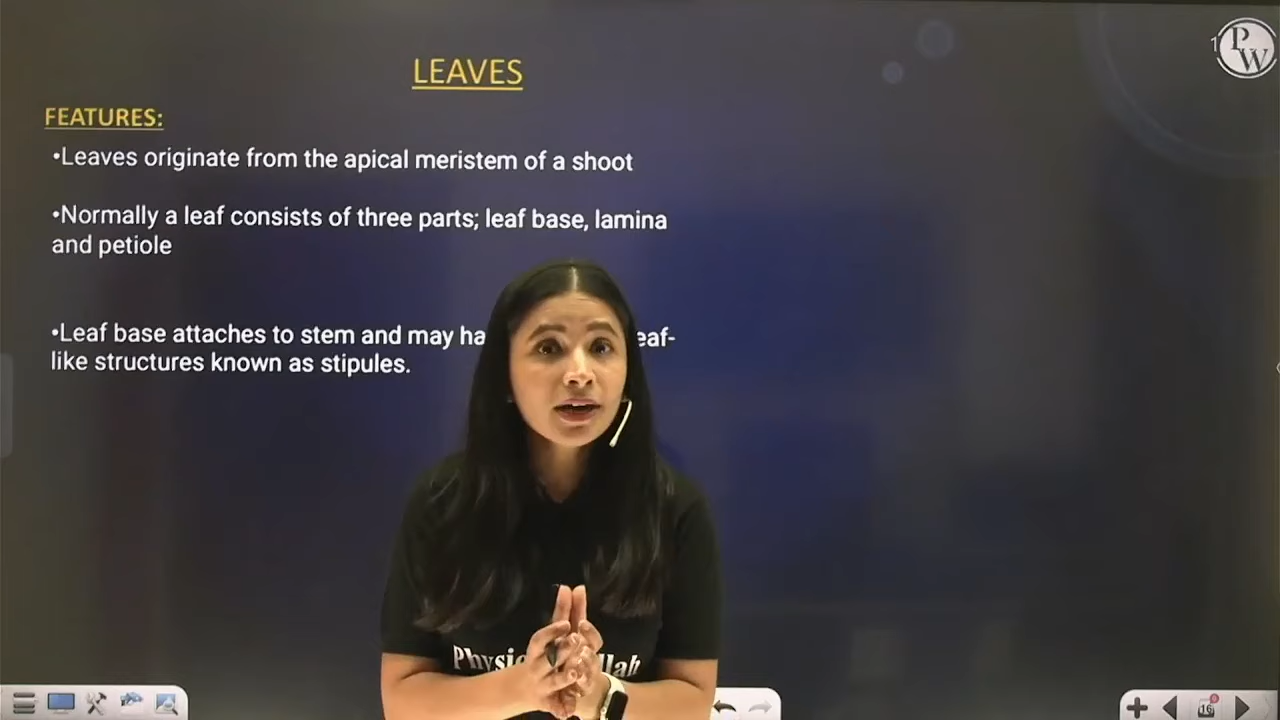 PW
LEAVES
FEATURES:
•Leaves originate from the apical meristem of a shoot
•Normally a leaf consists of three parts; leaf base, lamina
and petiole
•Leaf base attaches to stem and may ha eaf-
like structures known as stipules.
16